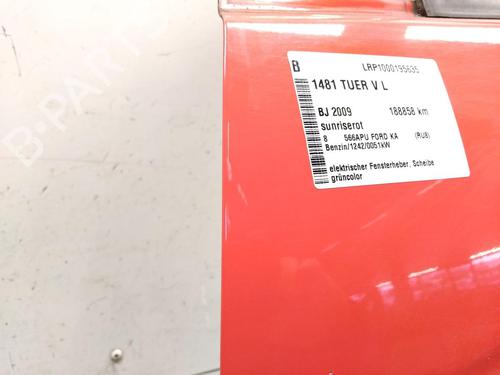 B LRP1000195635
1481 TUER V L
BJ 2009 188858 km
sunriserot
8 566APU FORD KA (RU8)
Benzin/1242/0051kW
elektrischer Fensterheber, Scheibe
grüncolor